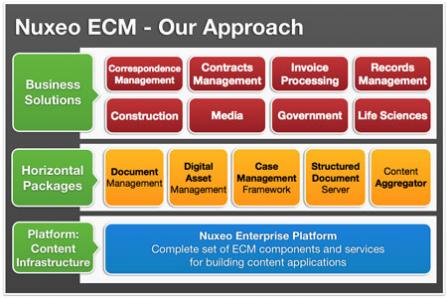 Nuxeo ECM - Our Approach
Business
Solutions
Correspondence
Management
Contracts
Management
Invoice
Processing
Records
Management
Construction
Media
Government
Life Sciences
Horizontal
Packages
Document
Management
Digital
Asset
Management
Case
Management
Framework
Structured
Document
Server
Content
Aggregator
Platform:
Content
Infrastructure
Nuxeo Enterprise Platform
Complete set of ECM components and services
for building content applications